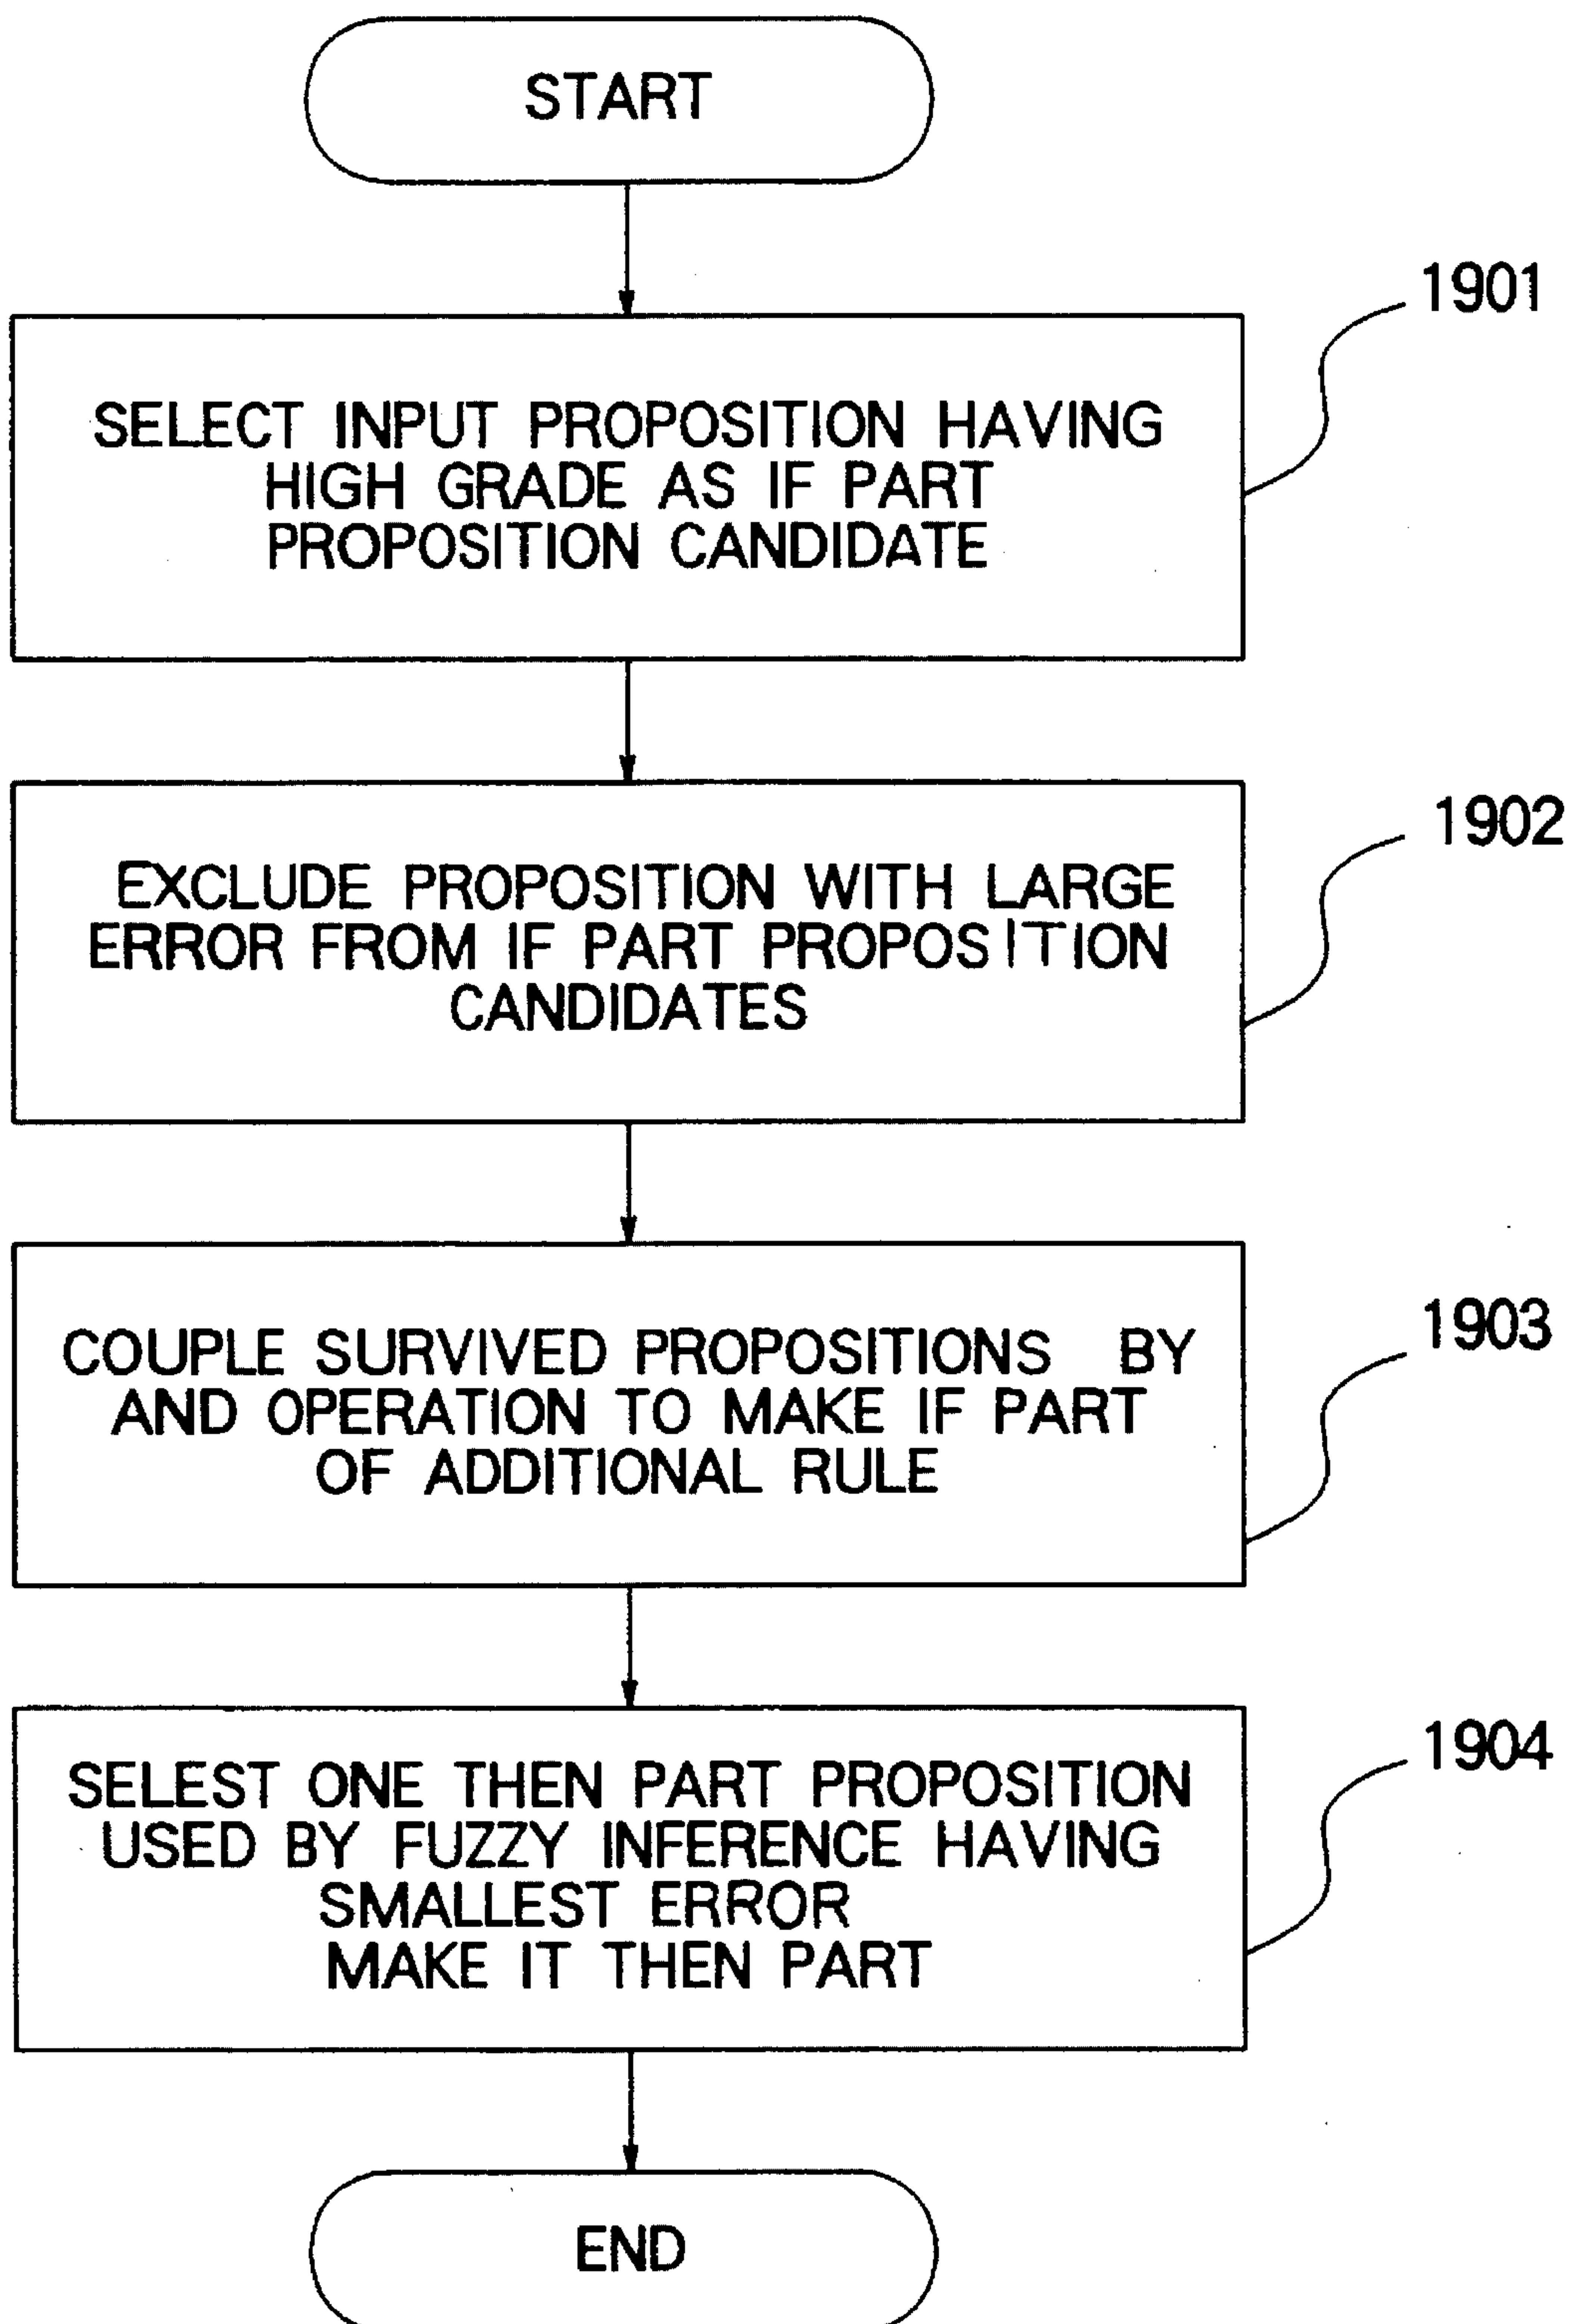 START
1901
SELECT INPUT PROPOSITION HAVING
HIGH GRADE AS IF PART
PROPOSITION CANDIDATE
1902
EXCLUDE PROPOSITION WITH LARGE
ERROR FROM IF PART PROPOSITION
CANDIDATES
1903
COUPLE SURVIVED PROPOSITIONS BY
AND OPERATION TO MAKE IF PART
OF ADDITIONAL RULE
1904
SELEST ONE THEN PART PROPOSITION
USED BY FUZZY INFERENCE HAVING
SMALLEST ERROR
MAKE IT THEN PART
END